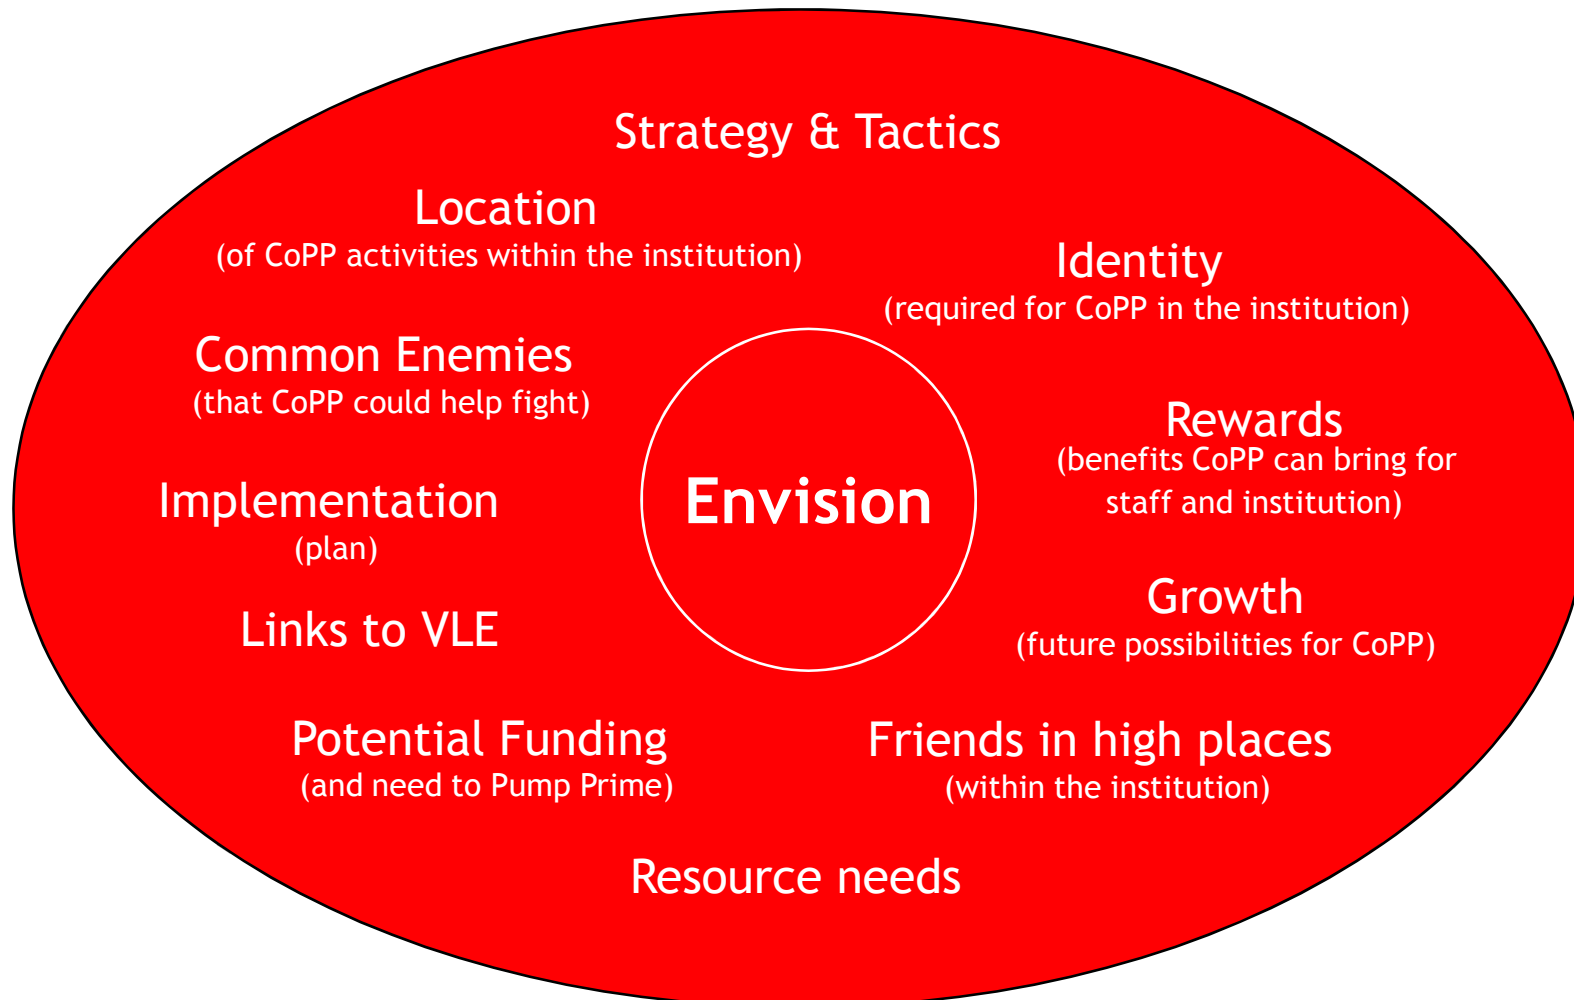 Strategy & Tactics
Location
(of CoPP activities within the institution)
Identity
(required for CoPP in the institution)
Common Enemies
(that CoPP could help fight)
Rewards
(benefits CoPP can bring for
staff and institution)
Implementation
(plan)
Envision
Growth
(future possibilities for CoPP)
Links to VLE
Potential Funding
(and need to Pump Prime)
Friends in high places
(within the institution)
Resource needs